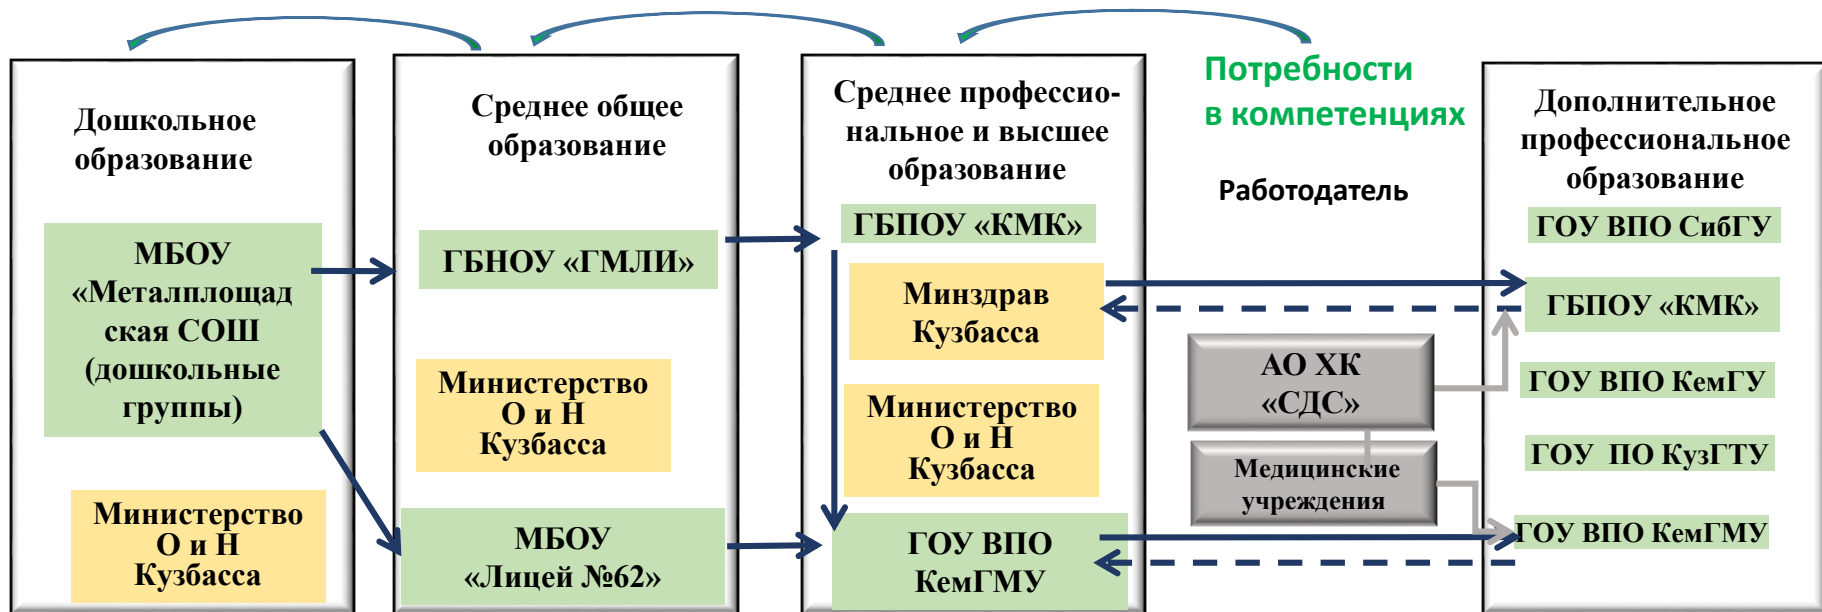 Дошкольное
образование
МБОУ
«Металплощад
ская СОШ
(дошкольные
группы)
Министерство
О и Н
Кузбасса
Среднее общее
образование
ГБНОУ «ГМЛИ»
Министерство
О и Н
Кузбасса
МБОУ
«Лицей №62»
Среднее профессио-
нальное и высшее
образование
ГБПОУ «КМК»
Минздрав
Кузбасса
Министерство
О и Н
Кузбасса
ГОУ ВПО
КемГМУ
Потребности
в компетенциях
Работодатель
АО ХК
«СДС»
Медицинские
учреждения
Дополнительное
профессиональное
образование
ГОУ ВПО СибГУ
ГБПОУ «КМК»
ГОУ ВПО КемГУ
ГОУ ПО КузГТУ
ГОУ ВПО КемГМУ